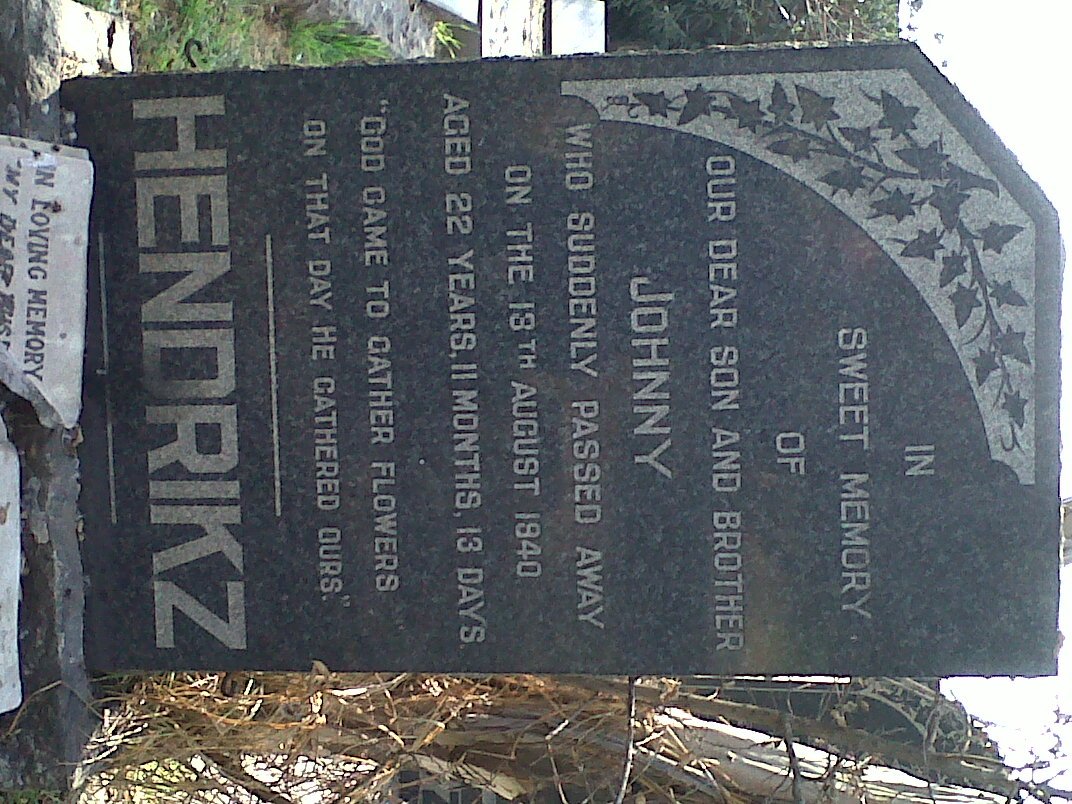 IN
SWEET MEMORY
OF
OUR DEAR SON AND BROTHER
JOHNNY
WHO SUDDENLY PASSED AWAY
ON THE 13TH AUGUST 1940
AGED 22 YEARS, 11 MONTHS, 13 DAYS.
"GOD CAME TO GATHER FLOWERS
ON THAT DAY HE GATHERED OURS."
HENDRIKZ
IN LOVING MEMORY
MY DEAR